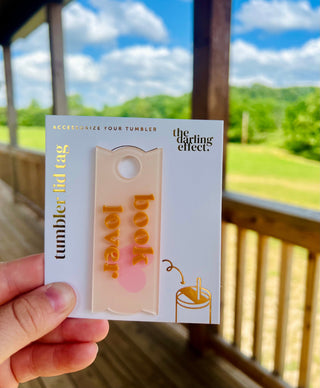 ACCESSORIZE YOUR TUMBLER
the
darling
effect.
tumbler lid tag
book
lover.